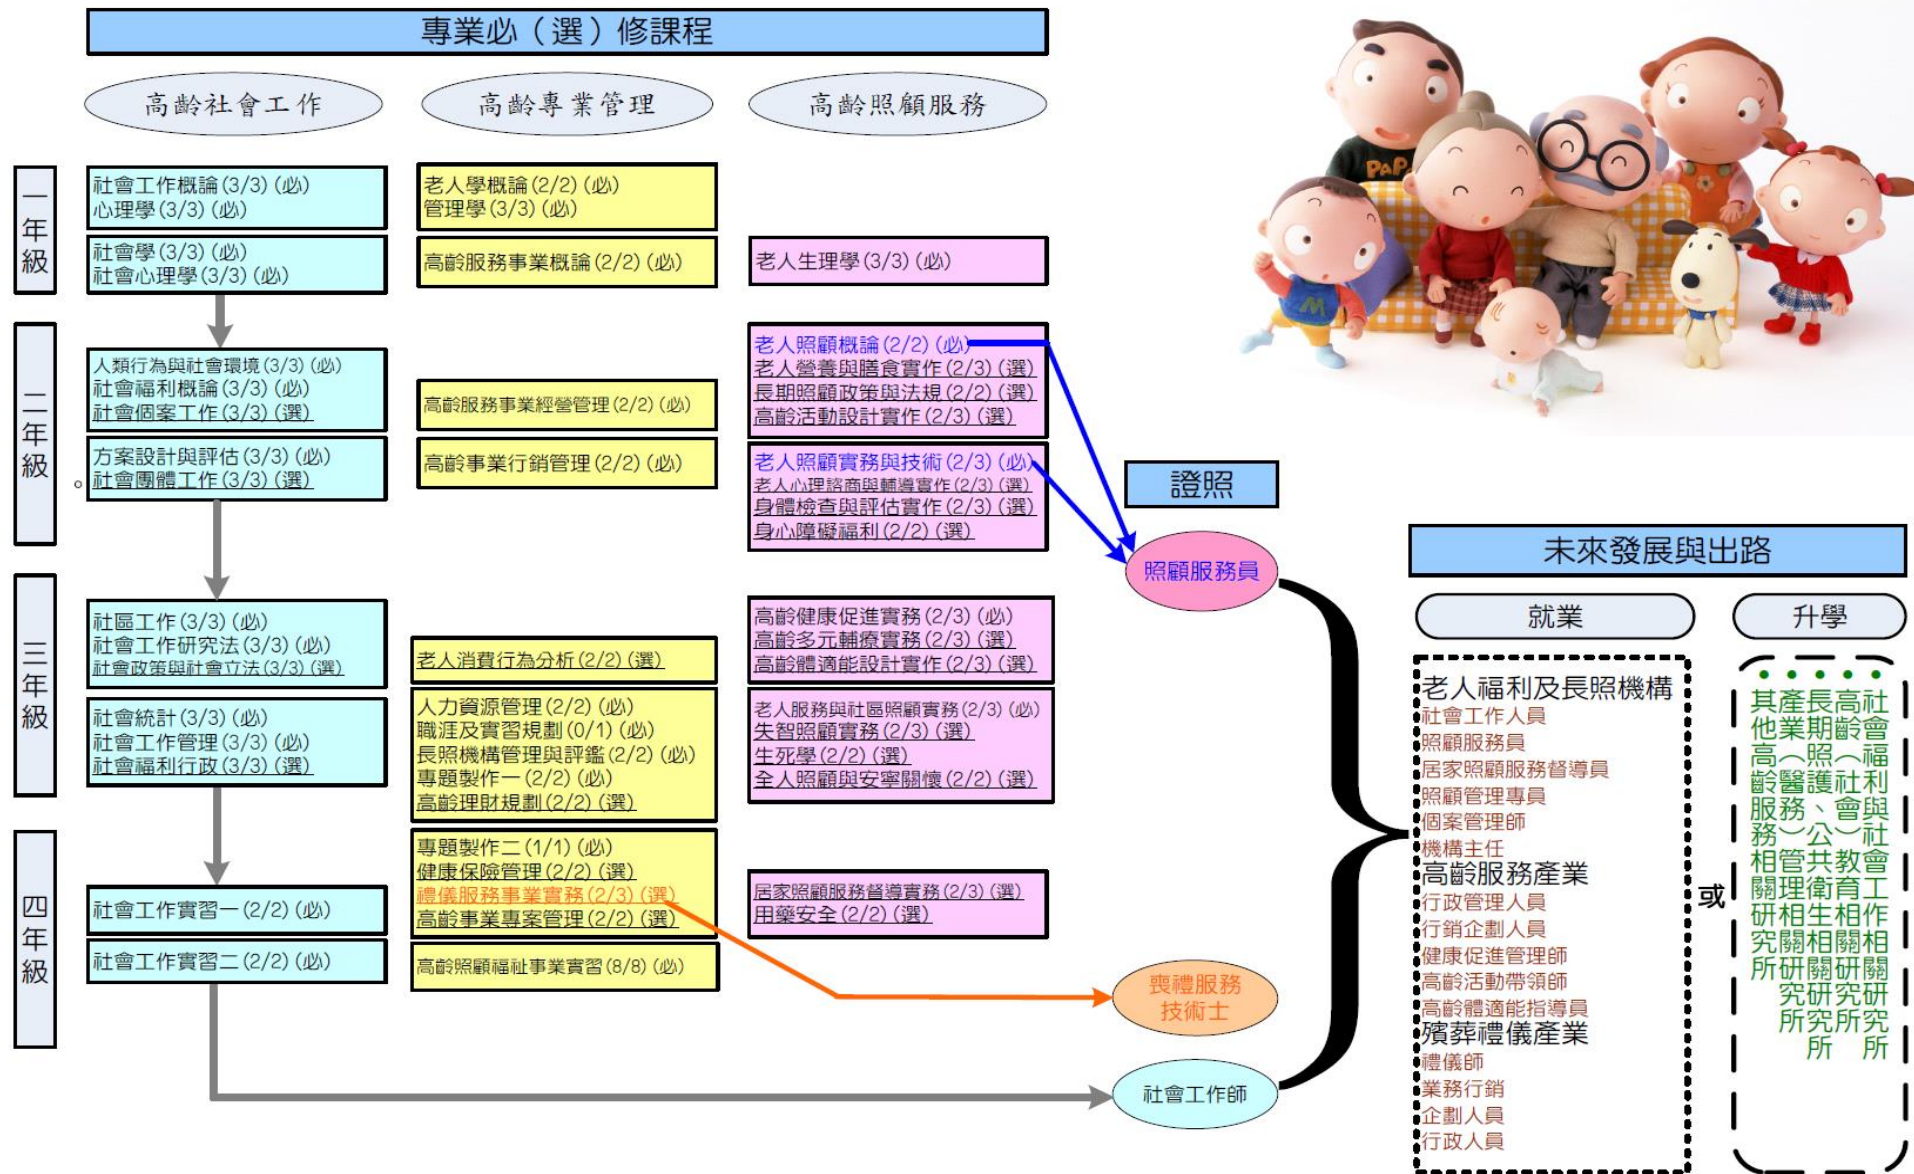 專業必（選）修課程
高齡社會工作
高齡專業管理
高齡照顧服務
一年級
社會工作概論(3/3)(必)
心理學(3/3)(必)
社會學(3/3)(必)
社會心理學(3/3)(必)
老人學概論(2/2)(必)
管理學(3/3)(必)
高齡服務事業概論(2/2)(必)
老人生理學(3/3)(必)
二年級
人類行為與社會環境(3/3)(必)
社會福利概論(3/3)(必)
社會個案工作(3/3)(選)
方案設計與評估(3/3)(必)
。社會團體工作(3/3)(選)
高齡服務事業經營管理(2/2)(必)
高齡事業行銷管理(2/2)(必)
老人照顧概論(2/2)(必)
老人營養與膳食實作(2/3)(選)
長期照顧政策與法規(2/2)(選)
高齡活動設計實作(2/3)(選)
老人照顧實務與技術(2/3)(必)
老人心理諮商與輔導實作(2/3)(選)
身體檢查與評估實作(2/3)(選)
身心障礙福利(2/2)(選)
三年級
社區工作(3/3)(必)
社會工作研究法(3/3)(必)
社會政策與社會立法(3/3)(選)
社會統計(3/3)(必)
社會工作管理(3/3)(必)
社會福利行政(3/3)(選)
老人消費行為分析(2/2)(選)
人力資源管理(2/2)(必)
職涯及實習規劃(0/1)(必)
長照機構管理與評鑑(2/2)(必)
專題製作一(2/2)(必)
高齡理財規劃(2/2)(選)
高齡健康促進實務(2/3)(必)
高齡多元輔療實務(2/3)(選)
高齡體適能設計實作(2/3)(選)
老人服務與社區照顧實務(2/3)(必)
失智照顧實務(2/3)(選)
生死學(2/2)(選)
全人照顧與安寧關懷(2/2)(選)
四年級
社會工作實習一(2/2)(必)
社會工作實習二(2/2)(必)
專題製作二(1/1)(必)
健康保險管理(2/2)(選)
禮儀服務事業實務(2/3)(選)
高齡事業專案管理(2/2)(選)
高齡照顧福祉事業實習(8/8)(必)
居家照顧服務督導實務(2/3)(選)
用藥安全(2/2)(選)
證照
照顧服務員
喪禮服務
技術士
社會工作師
未來發展與出路
就業
老人福利及長照機構
社會工作人員
照顧服務員
居家照顧服務督導員
照顧管理專員
個案管理師
機構主任
高齡服務產業
行政管理人員
行銷企劃人員
健康促進管理師
高齡活動帶領師
高齡體適能指導員
殯葬禮儀產業
禮儀師
業務行銷
企劃人員
行政人員
或
升學
•社會福利與社會工作相關研究所
•高齡（社會）教育相關研究所
•長期照護、公共衛生相關研究所
•產業（醫務）管理相關研究所
•其他高齡服務相關研究所
PAPA
M